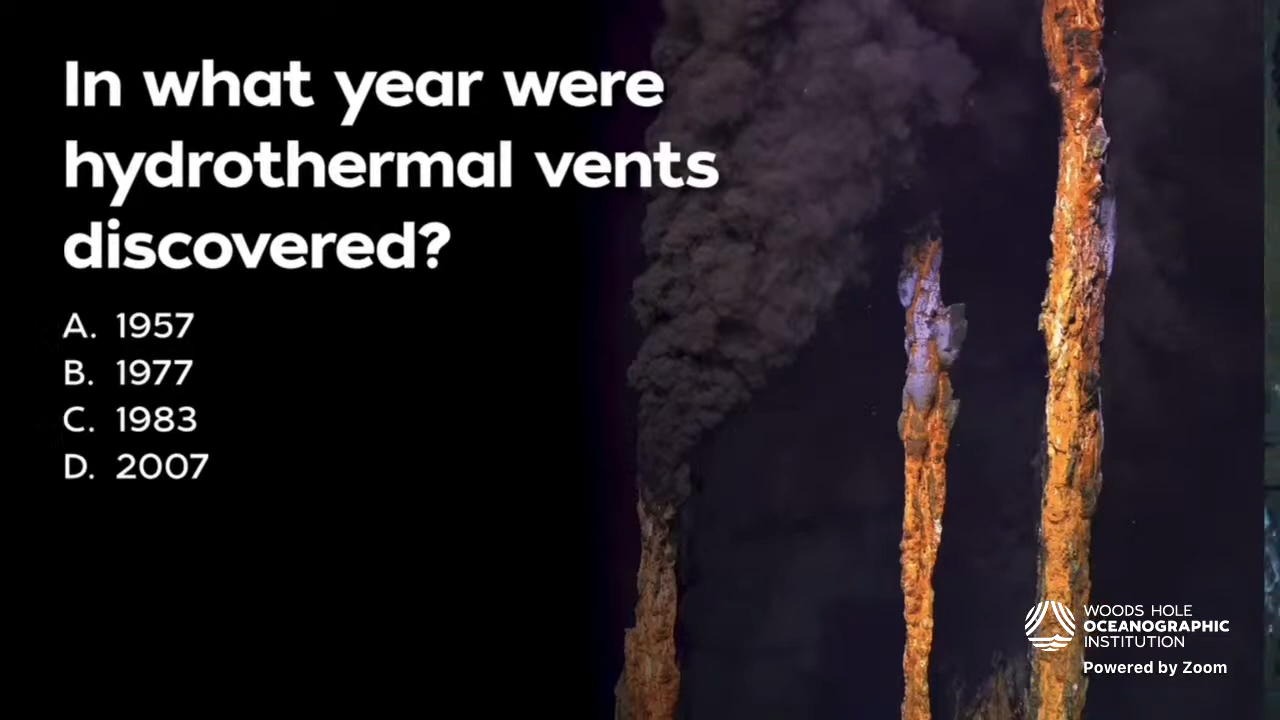 In what year were
hydrothermal vents
discovered?
A. 1957
B. 1977
C. 1983
D. 2007
WOODS HOLE
OCEANOGRAPHIC
INSTITUTION
Powered by Zoom